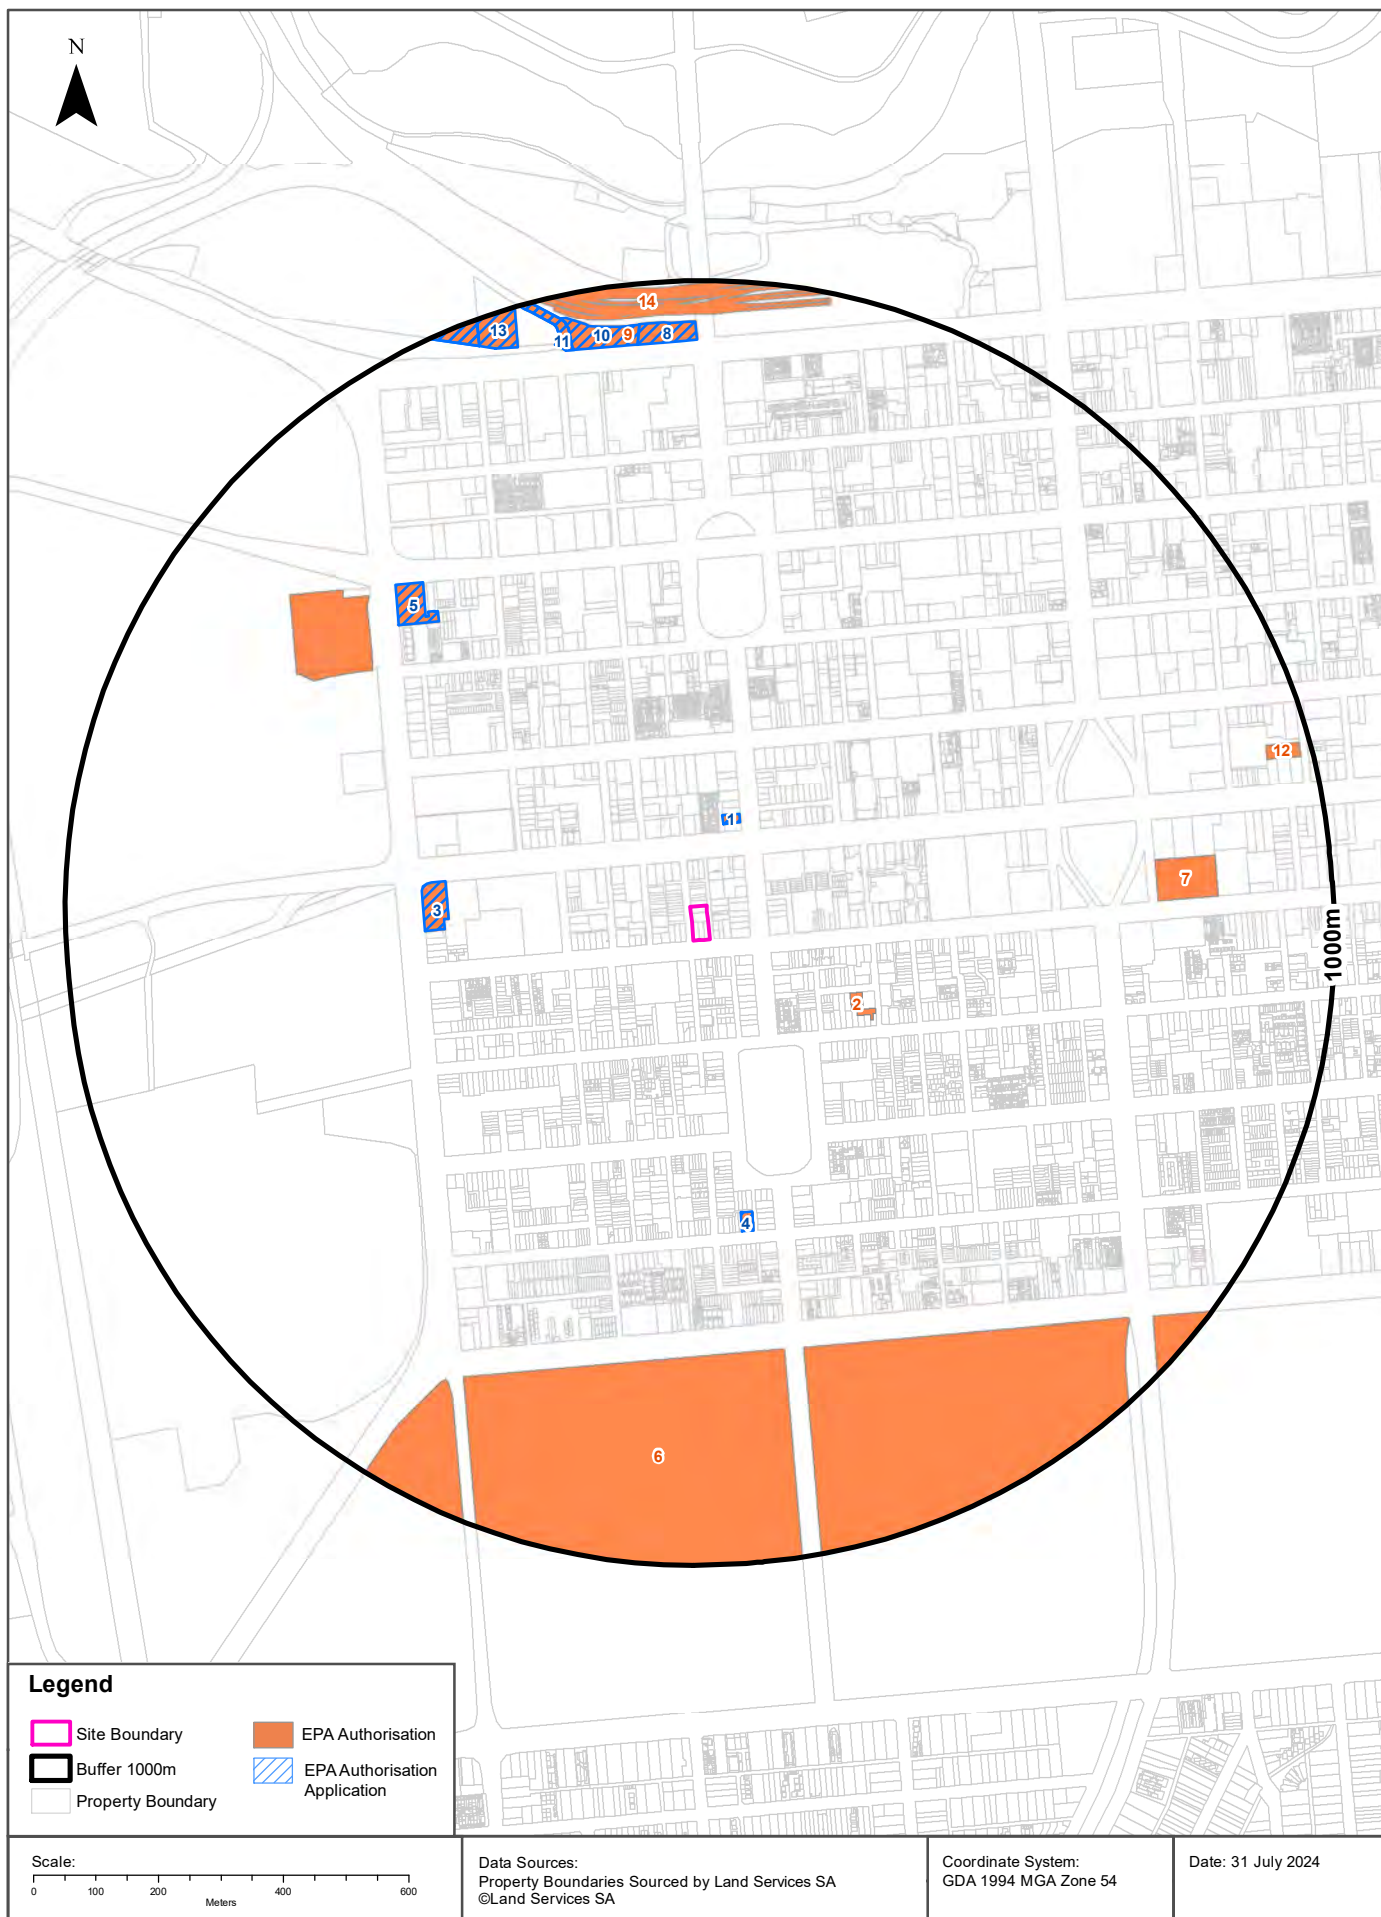 N
14
13
11
10
9
8
5
12
1
7
3
1000m
2
4
6
Legend
Site Boundary
Buffer 1000m
Property Boundary
EPA Authorisation
EPA Authorisation
Application
Scale:
0 100 200 400 600
Meters
Data Sources:
Property Boundaries Sourced by Land Services SA
©Land Services SA
Coordinate System:
GDA 1994 MGA Zone 54
Date: 31 July 2024